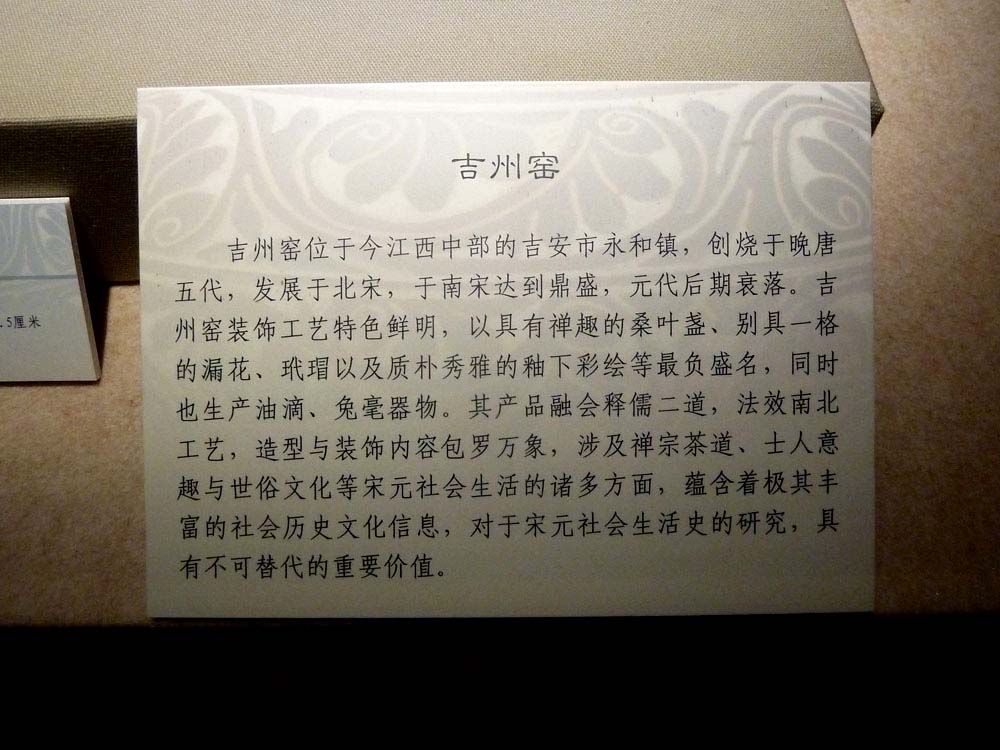 吉州窑
吉州窑位于今江西中部的吉安市永和镇，创烧于晚唐
五代，发展于北宋，于南宋达到鼎盛，元代后期衰落。吉
州窑装饰工艺特色鲜明，以具有禅趣的桑叶盏、别具一格
的漏花、玳瑁以及质朴秀雅的釉下彩绘等最负盛名，同时
也生产油滴、兔毫器物。其产品融会释儒二道，法效南北
工艺，造型与装饰内容包罗万象，涉及禅宗茶道、士人意
趣与世俗文化等宋元社会生活的诸多方面，蕴含着极其丰
富的社会历史文化信息，对于宋元社会生活史的研究，具
有不可替代的重要价值。
.5厘米